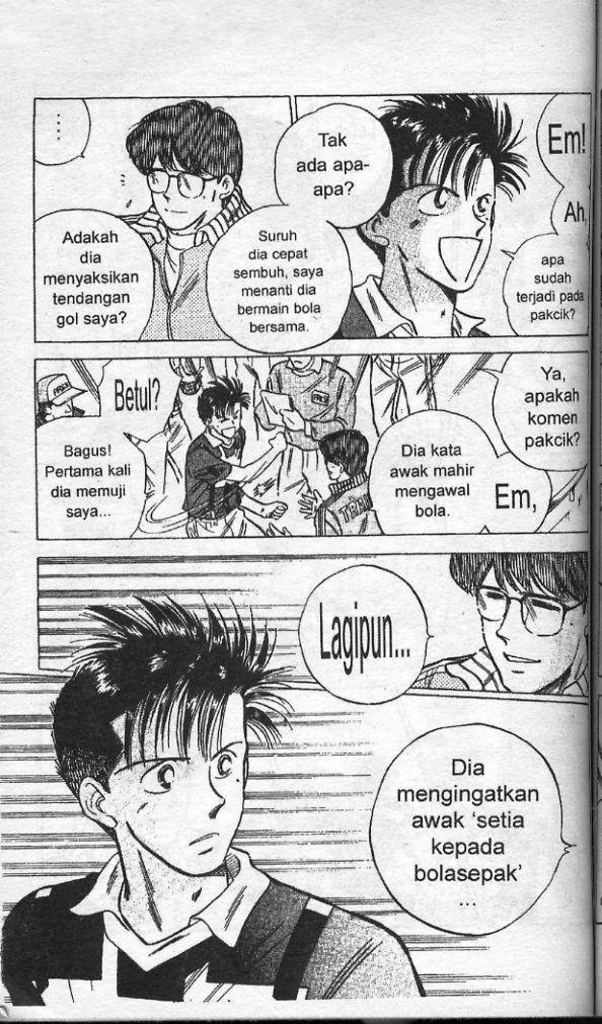 Em!
Ah,
apa
sudah
terjadi pada
pakcik?
Tak
ada apa-
apa?
Suruh
dia cepat
sembuh, saya
menanti dia
bermain bola
bersama.
Adakah
dia
menyaksikan
tendangan
gol saya?
...
Ya,
apakah
komen
pakcik?
Em,
Dia kata
awak mahir
mengawal
bola.
Betul?
Bagus!
Pertama kali
dia memuji
saya...
Lagipun...
Dia
mengingatkan
awak ‘setia
kepada
bolasepak’
...